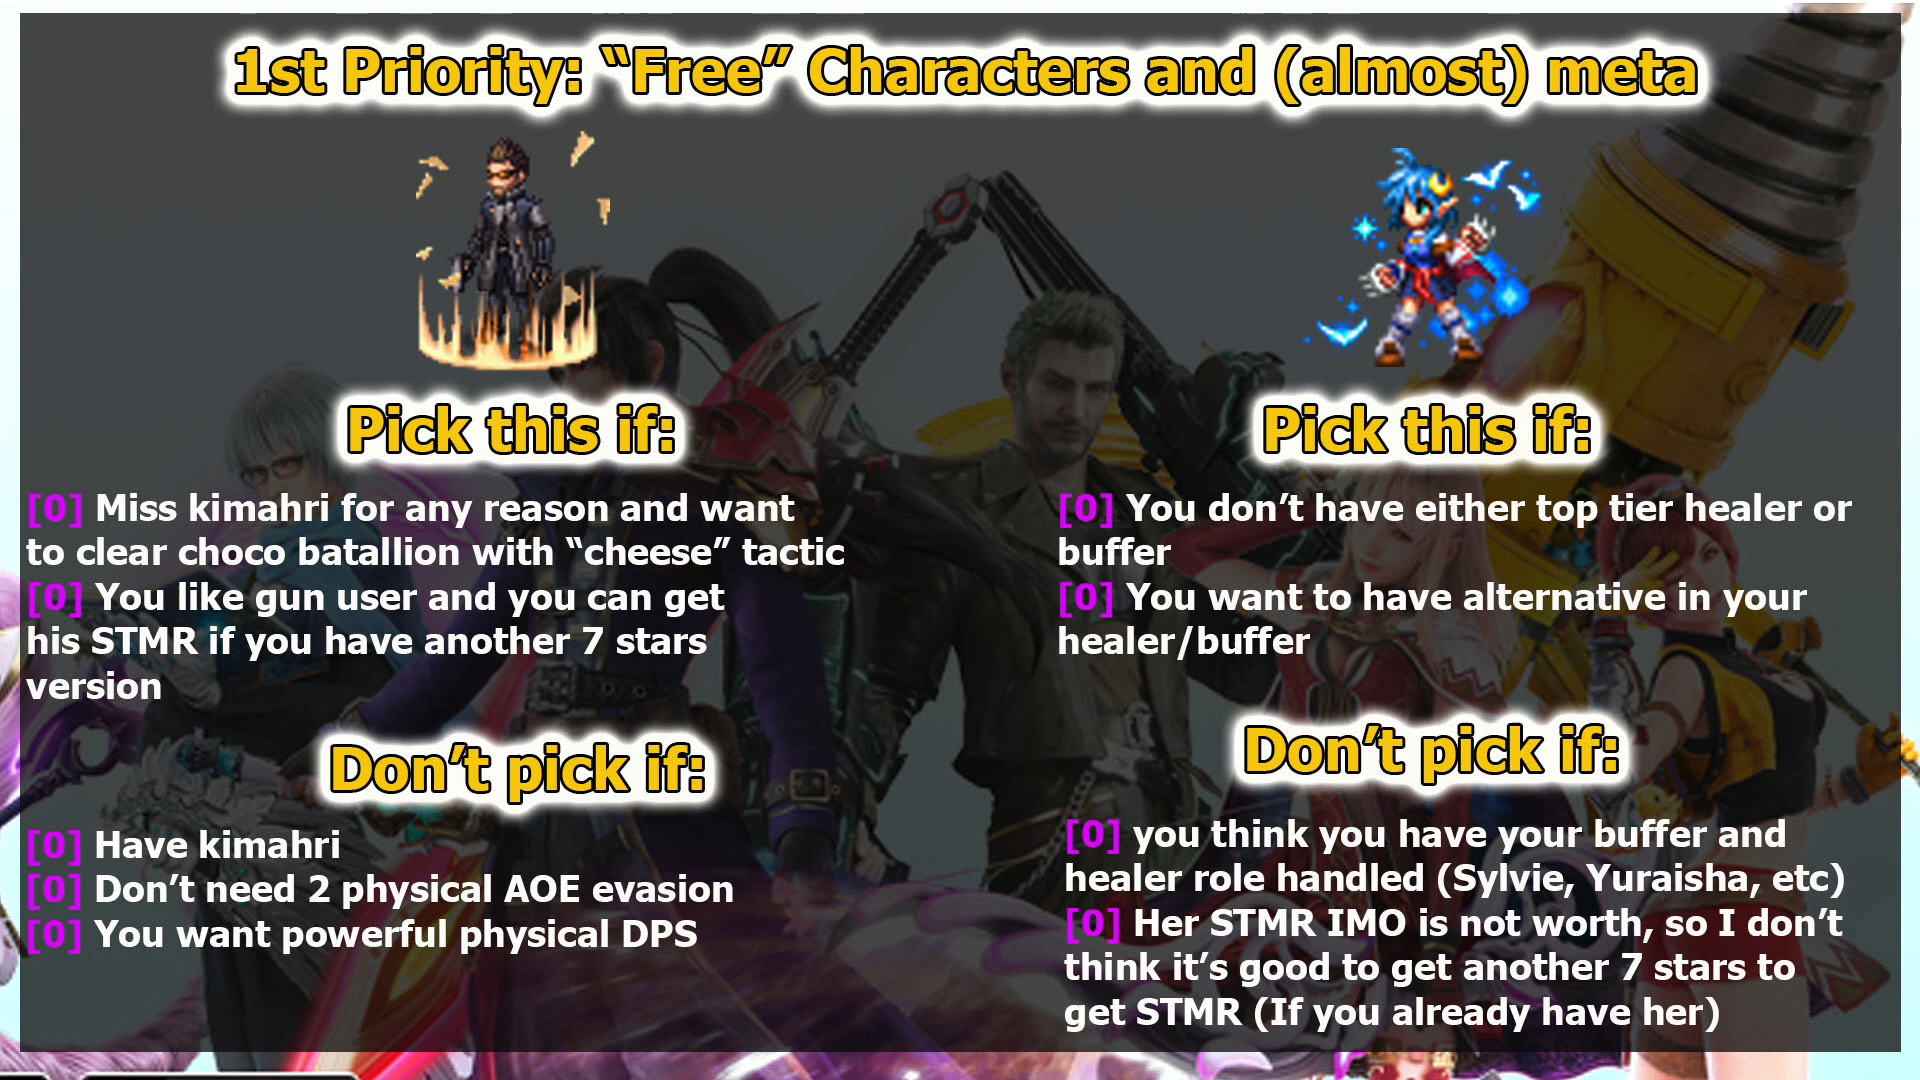 1st Priority: “Free” Characters and (almost) meta
Pick this if:
[0] Miss kimahri for any reason and want
to clear choco batallion with “cheese” tactic
[0] You like gun user and you can get
his STMR if you have another 7 stars
version
Don’t pick if:
[0] Have kimahri
[0] Don’t need 2 physical AOE evasion
[0] You want powerful physical DPS
Pick this if:
[0] You don’t have either top tier healer or
buffer
[0] You want to have alternative in your
healer/buffer
Don’t pick if:
[0] you think you have your buffer and
healer role handled (Sylvie, Yuraisha, etc)
[0] Her STMR IMO is not worth, so I don’t
think it’s good to get another 7 stars to
get STMR (If you already have her)